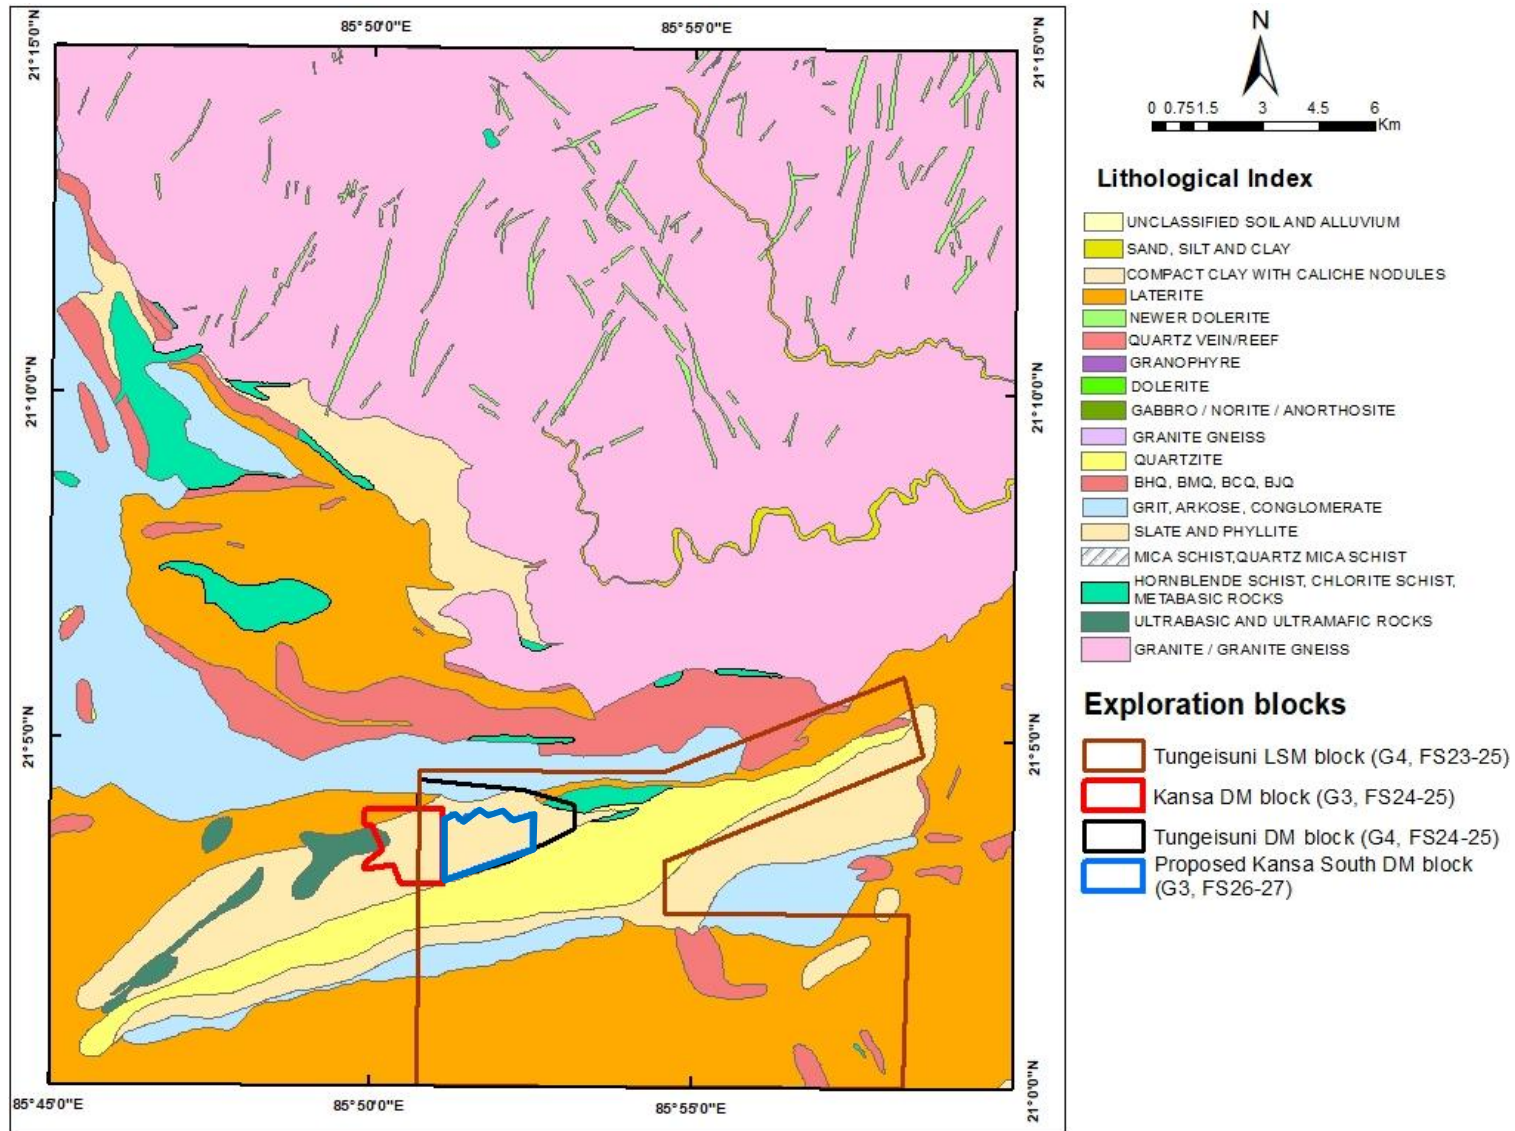 85°50'0"E
85°55'0"E
21°15'0"N
21°15'0"N
21°10'0"N
21°10'0"N
21°5'0"N
21°5'0"N
21°0'0"N
85°45'0"E
85°50'0"E
85°55'0"E
N
0 0.75 1.5 3 4.5 6
Km
Lithological Index
UNCLASSIFIED SOIL AND ALLUVIUM
SAND, SILT AND CLAY
COMPACT CLAY WITH CALICHE NODULES
LATERITE
NEWER DOLERITE
QUARTZ VEIN/REEF
GRANOPHYRE
DOLERITE
GABBRO / NORITE / ANORTHOSITE
GRANITE GNEISS
QUARTZITE
BHQ, BMQ, BCQ, BJQ
GRIT, ARKOSE, CONGLOMERATE
SLATE AND PHYLLITE
MICA SCHIST,QUARTZ MICA SCHIST
HORNBLENDE SCHIST, CHLORITE SCHIST,
METABASIC ROCKS
ULTRABASIC AND ULTRAMAFIC ROCKS
GRANITE / GRANITE GNEISS
Exploration blocks
Tungeisuni LSM block (G4, FS23-25)
Kansa DM block (G3, FS24-25)
Tungeisuni DM block (G4, FS24-25)
Proposed Kansa South DM block
(G3, FS26-27)